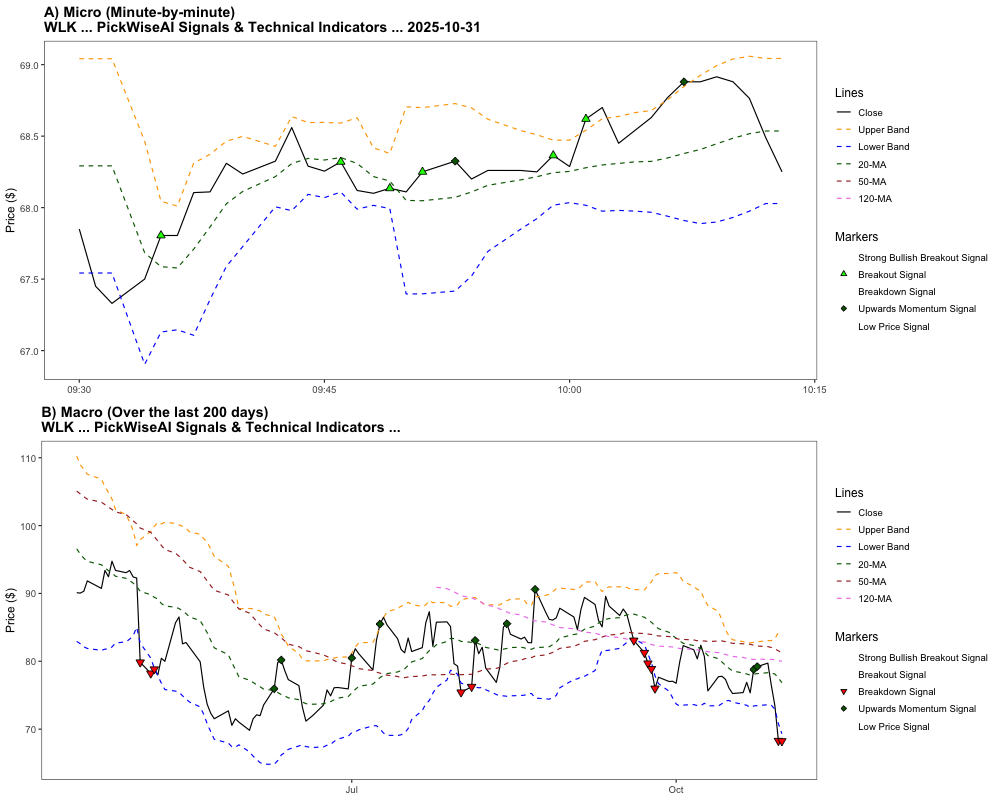 A) Micro (Minute-by-minute)
WLK ... PickWiseAI Signals & Technical Indicators ... 2025-10-31
Price ($)
69.0
68.5
68.0
67.5
67.0
09:30
09:45
10:00
10:15
Lines
Close
Upper Band
Lower Band
20-MA
50-MA
120-MA
Markers
Strong Bullish Breakout Signal
Breakout Signal
Breakdown Signal
Upwards Momentum Signal
Low Price Signal
B) Macro (Over the last 200 days)
WLK ... PickWiseAI Signals & Technical Indicators ...
Price ($)
110
100
90
80
70
Jul
Oct
Lines
Close
Upper Band
Lower Band
20-MA
50-MA
120-MA
Markers
Strong Bullish Breakout Signal
Breakout Signal
Breakdown Signal
Upwards Momentum Signal
Low Price Signal